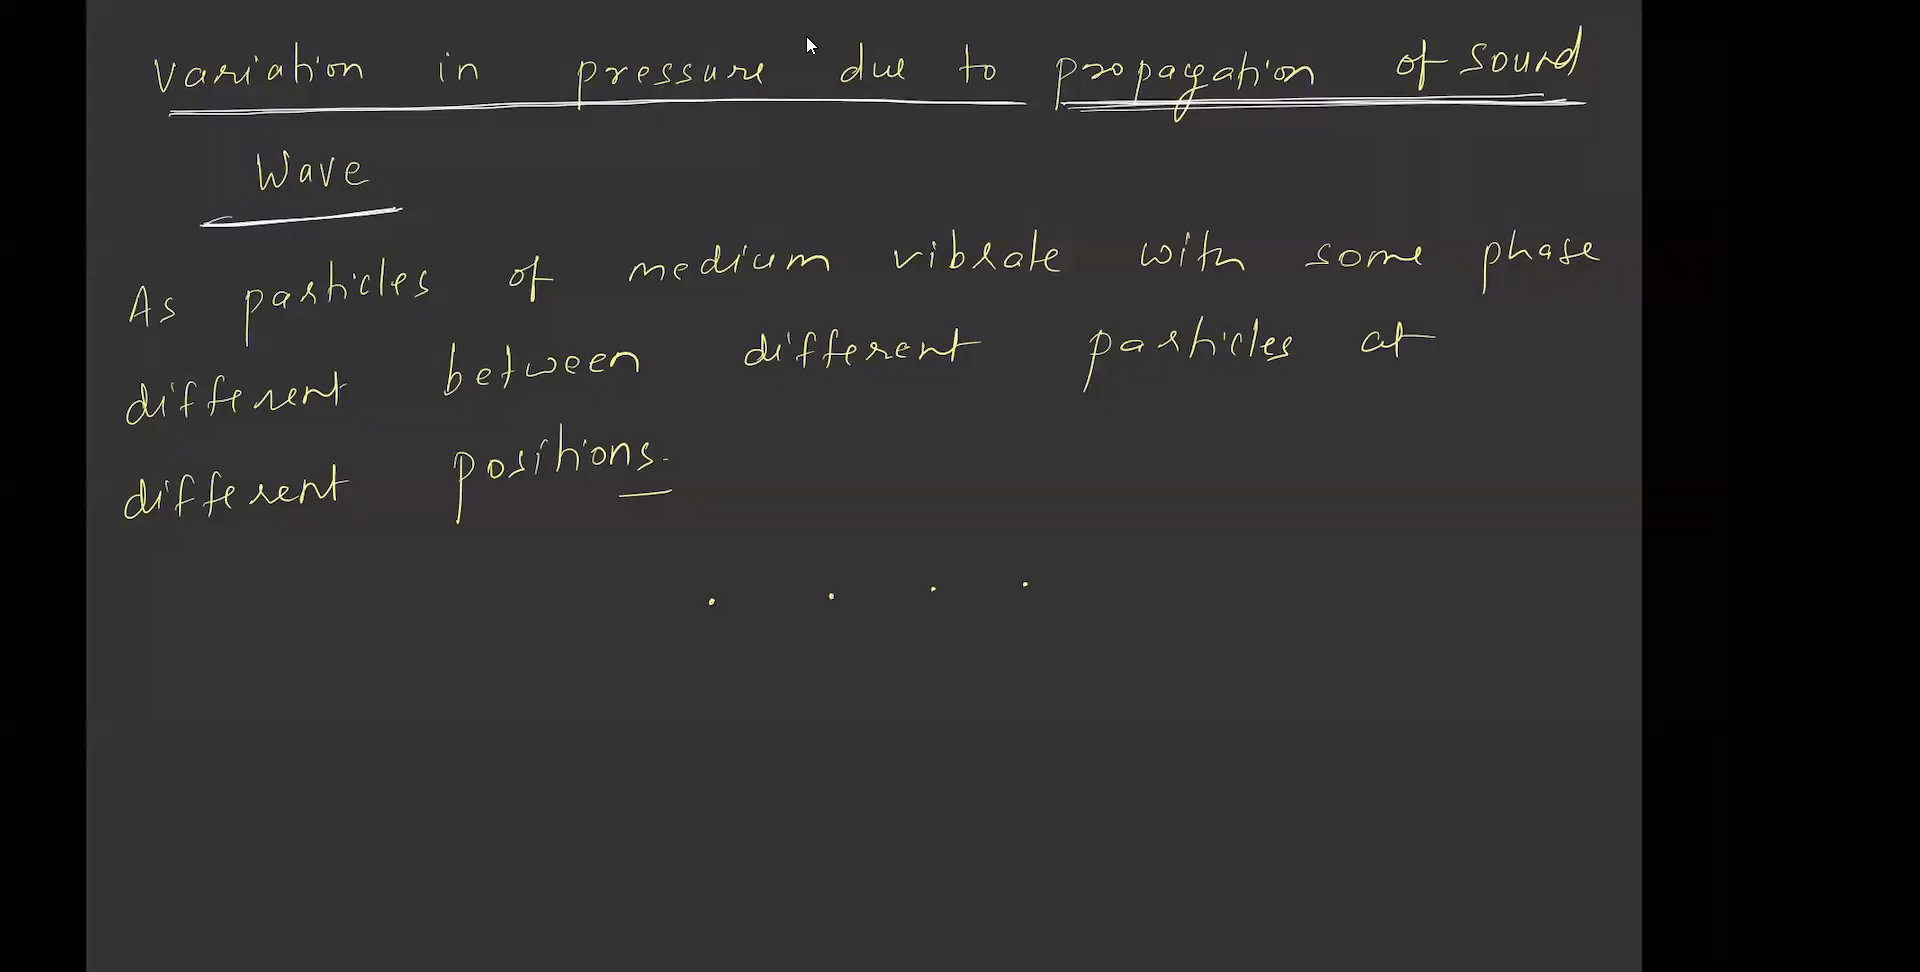 Variation in pressure due to propagation of sound
Wave
As particles of medium vibrate with some phase
different between different particles at
different positions.
. . . .